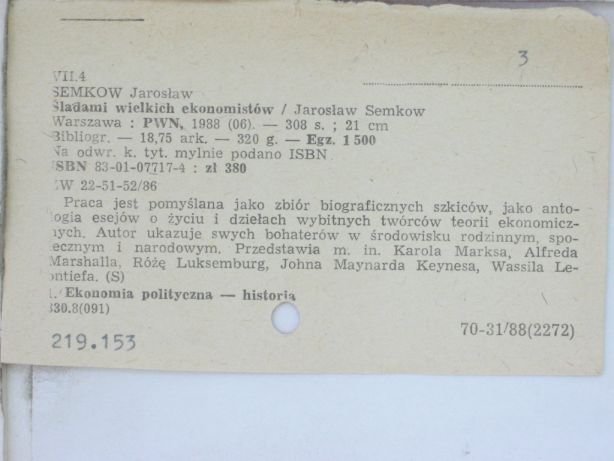 3
VII.4
SEMKOW Jarosław
Śladami wielkich ekonomistów / Jarosław Semkow
Warszawa : PWN, 1988 (06). — 308 s. ; 21 cm
Bibliogr. — 18,75 ark. — 320 g. — Egz. 1 500
Na odwr. k. tyt. mylnie podano ISBN
ISBN 83-01-07717-4 : zł 380
KW 22-51-52/86
Praca jest pomyślana jako zbiór biograficznych szkiców, jako anto-
logia esejów o życiu i dziełach wybitnych twórców teorii ekonomicz-
nych. Autor ukazuje swych bohaterów w środowisku rodzinnym, spo-
łecznym i narodowym. Przedstawia m. in. Karola Marksa, Alfreda
Marshalla, Różę Luksemburg, Johna Maynarda Keynesa, Wassila Le-
ontiefa. (S)
1. Ekonomia polityczna — historia
330.8(091)
70-31/88(2272)
219.153